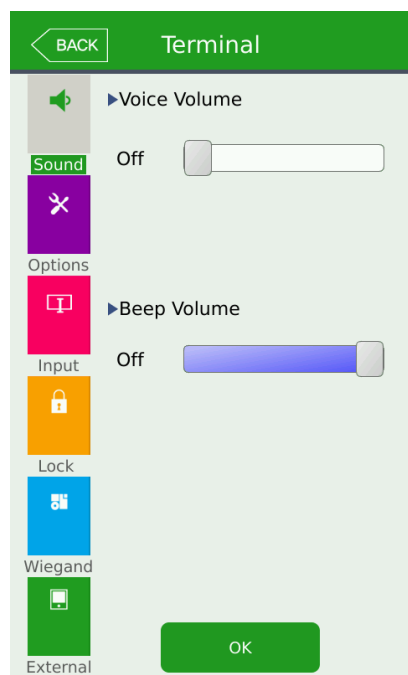 BACK Terminal
Voice Volume
Off
Sound
Options
Beep Volume
Off
Input
Lock
Wiegand
OK
External